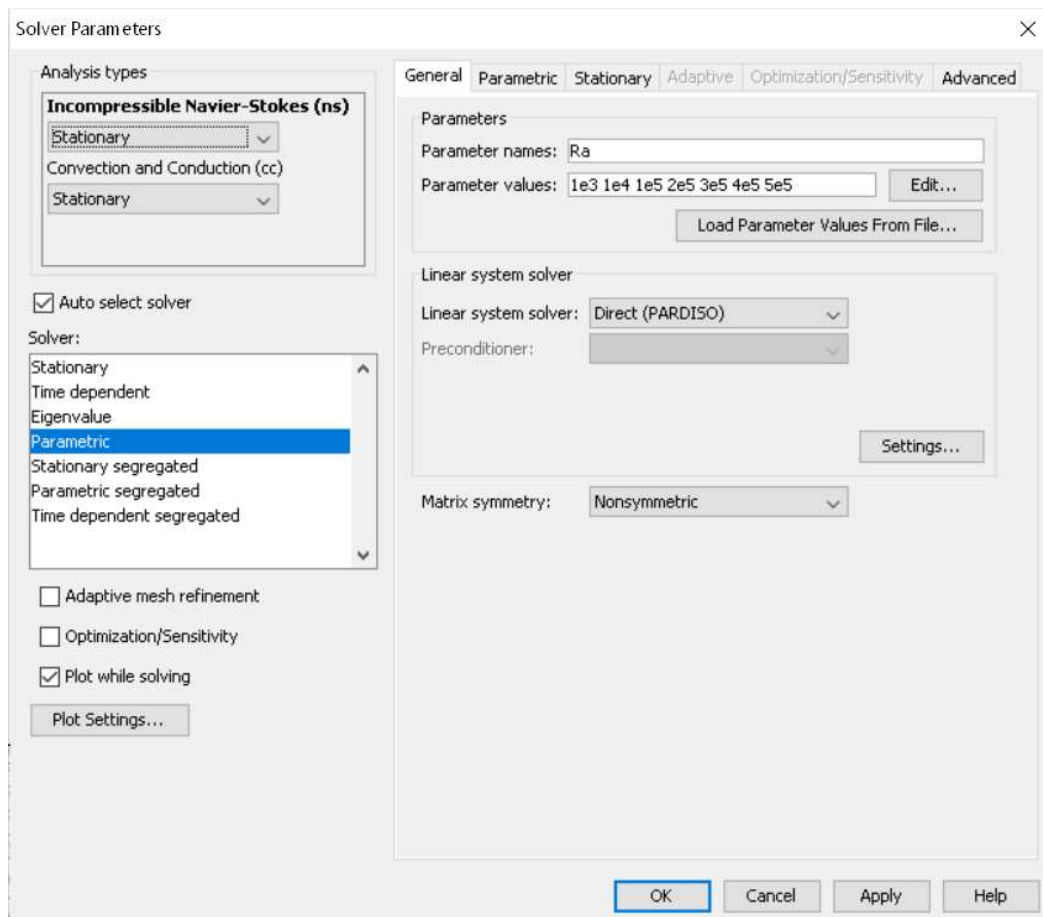 Solver Parameters
Analysis types
Incompressible Navier-Stokes (ns)
Stationary
Convection and Conduction (cc)
Stationary
Auto select solver
Solver:
Stationary
Time dependent
Eigenvalue
Parametric
Stationary segregated
Parametric segregated
Time dependent segregated
Adaptive mesh refinement
Optimization/Sensitivity
Plot while solving
Plot Settings...
General Parametric Stationary Adaptive Optimization/Sensitivity Advanced
Parameters
Parameter names: Ra
Parameter values: 1e3 1e4 1e5 2e5 3e5 4e5 5e5 Edit...
Load Parameter Values From File...
Linear system solver
Linear system solver: Direct (PARDISO)
Preconditioner:
Settings...
Matrix symmetry: Nonsymmetric
OK Cancel Apply Help